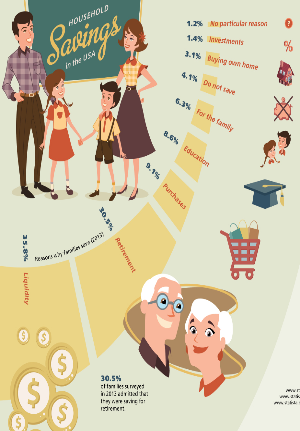 HOUSEHOLD
Savings
in the USA
1.2% No particular reason
1.4% Investments
3.1% Buying own home
4.1% Do not save
6.3% For the family
8.6% Education
9.1% Purchases
30.5% Retirement
35.8% Liquidity
Reasons why families save (2013)
30.5%
of families surveyed
in 2013 admitted that
they were saving for
retirement.